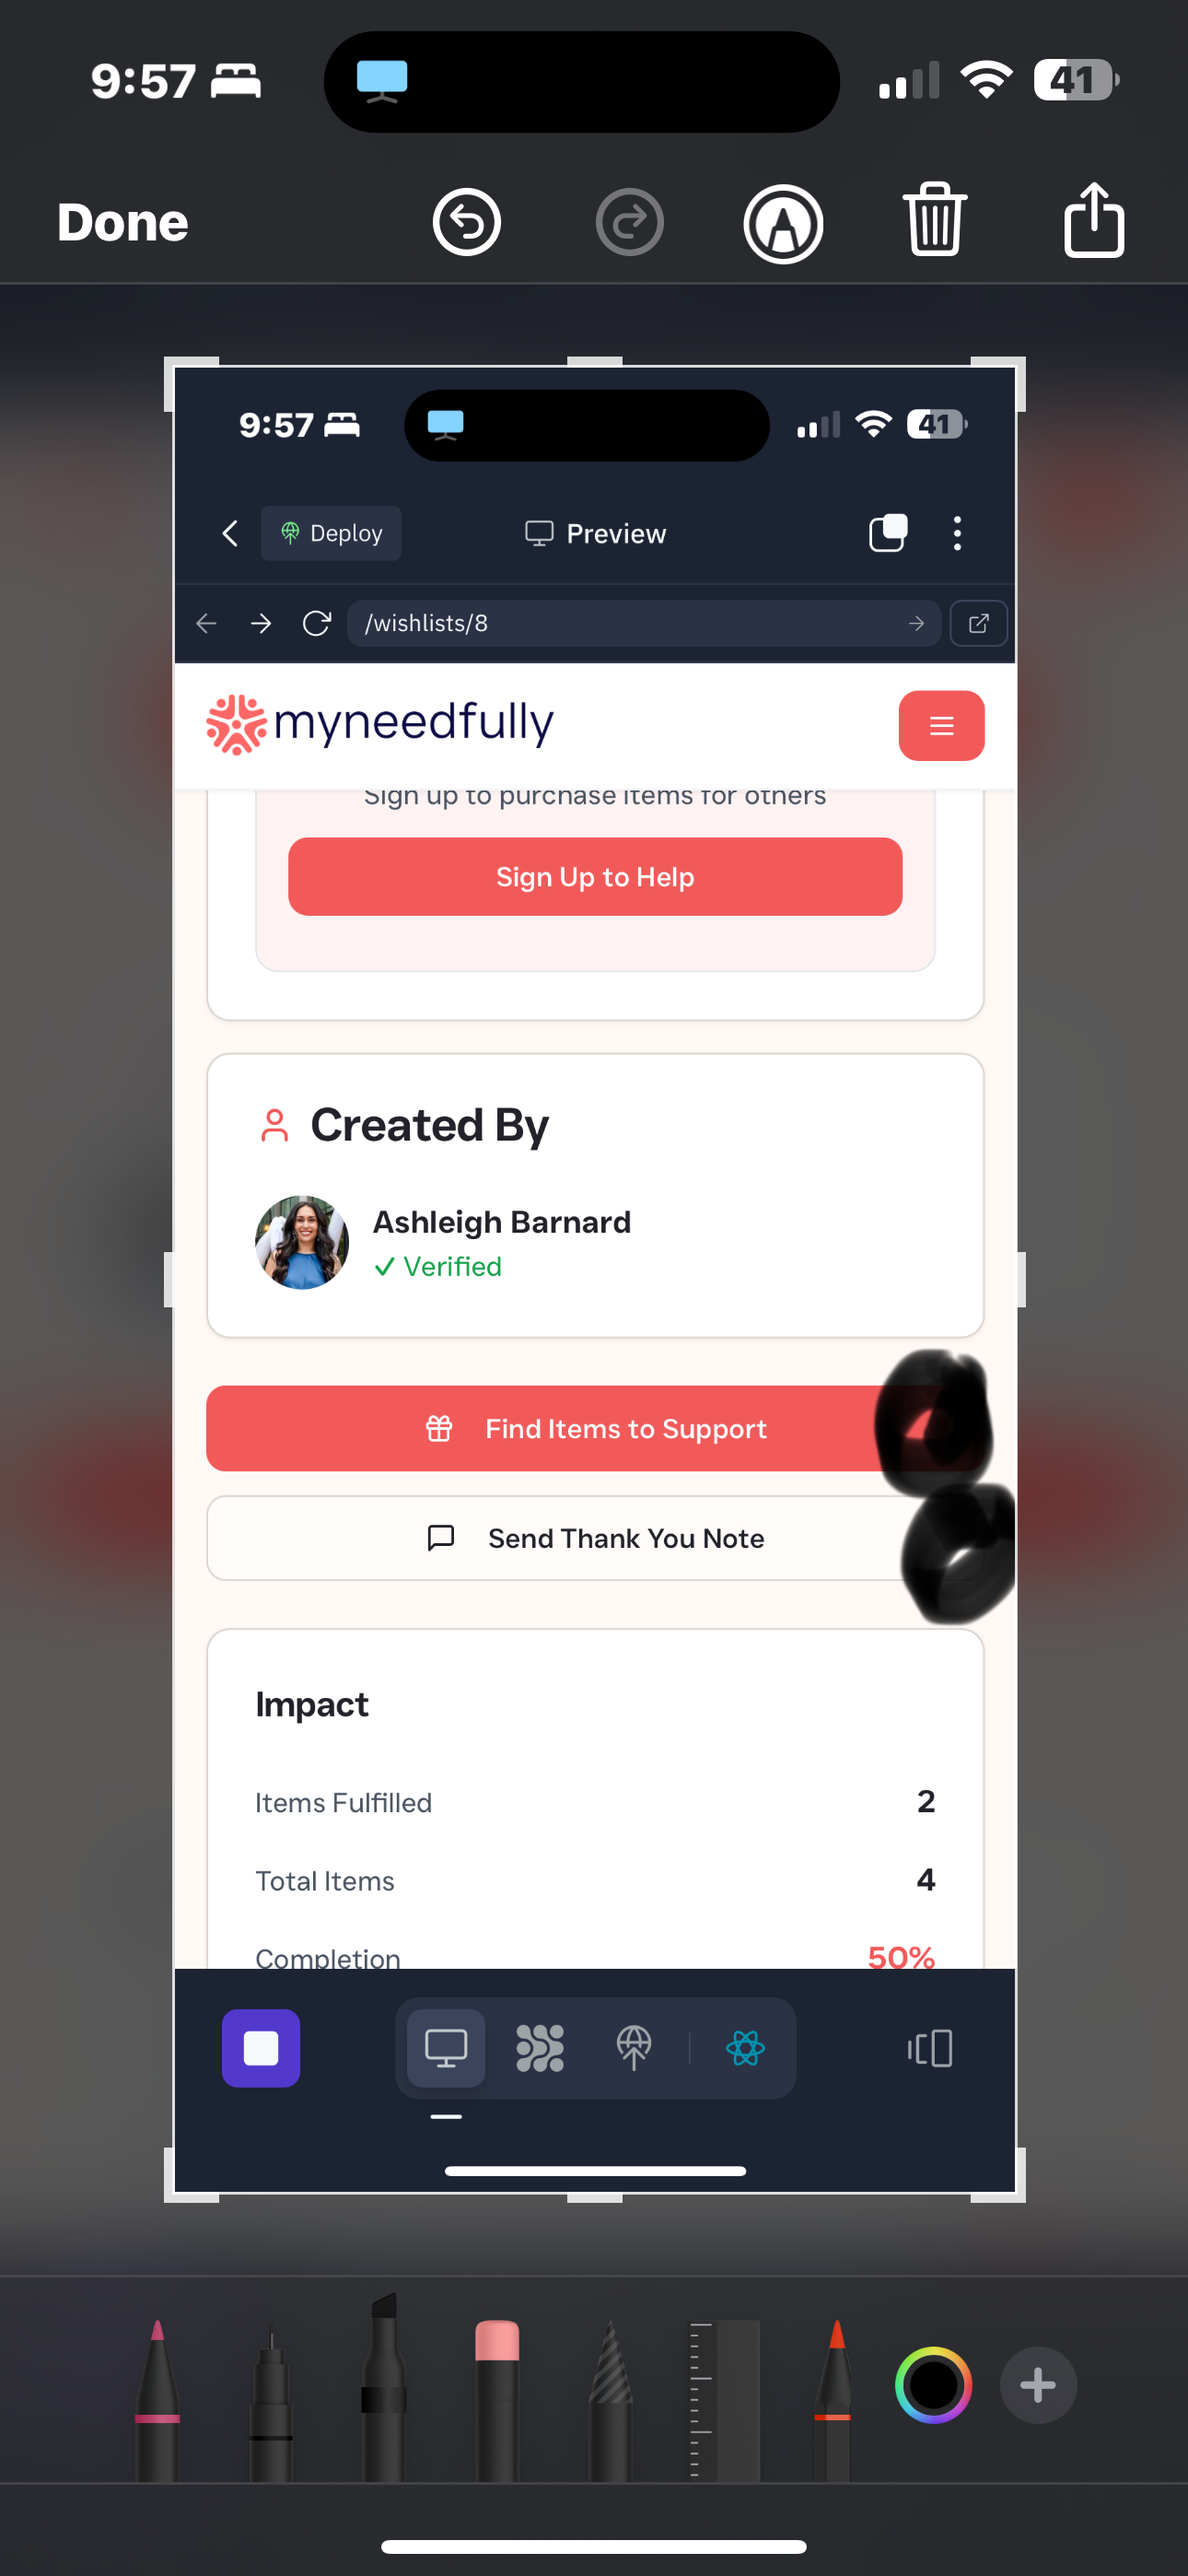 9:57
41
Done
9:57
41
Deploy
Preview
/wishlists/8
myneedfully
Sign up to purchase items for others
Sign Up to Help
Created By
Ashleigh Barnard
Verified
Find Items to Support
Send Thank You Note
Impact
Items Fulfilled 2
Total Items 4
Completion 50%